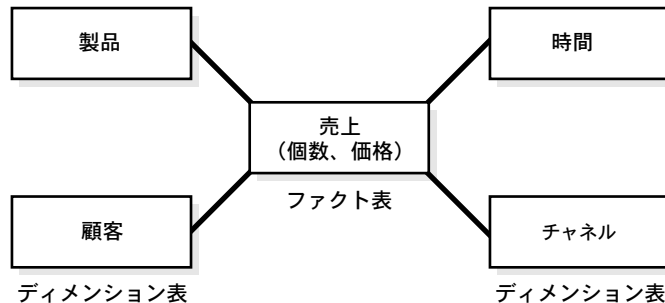 製品
時間
売上
（個数、価格）
ファクト表
顧客
チャネル
ディメンション表
ディメンション表